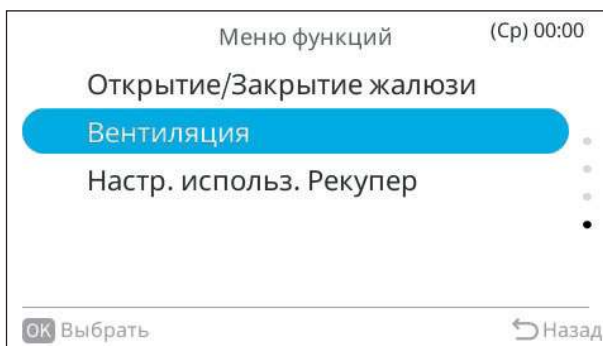 Меню функций
(Ср) 00:00
Открытие/Закрытие жалюзи
Вентиляция
Настр. использ. Рекупер
OK Выбрать
Назад